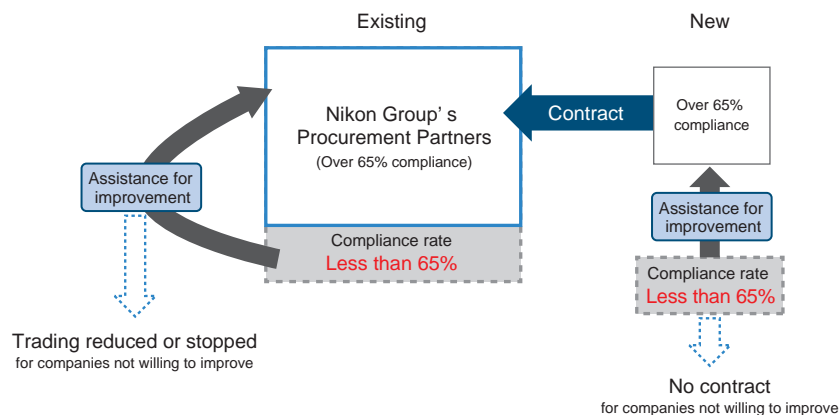 Existing
New
Nikon Group' s
Procurement Partners
(Over 65% compliance)
Contract
Over 65%
compliance
Assistance for
improvement
Compliance rate
Less than 65%
Assistance for
improvement
Compliance rate
Less than 65%
Trading reduced or stopped
for companies not willing to improve
No contract
for companies not willing to improve